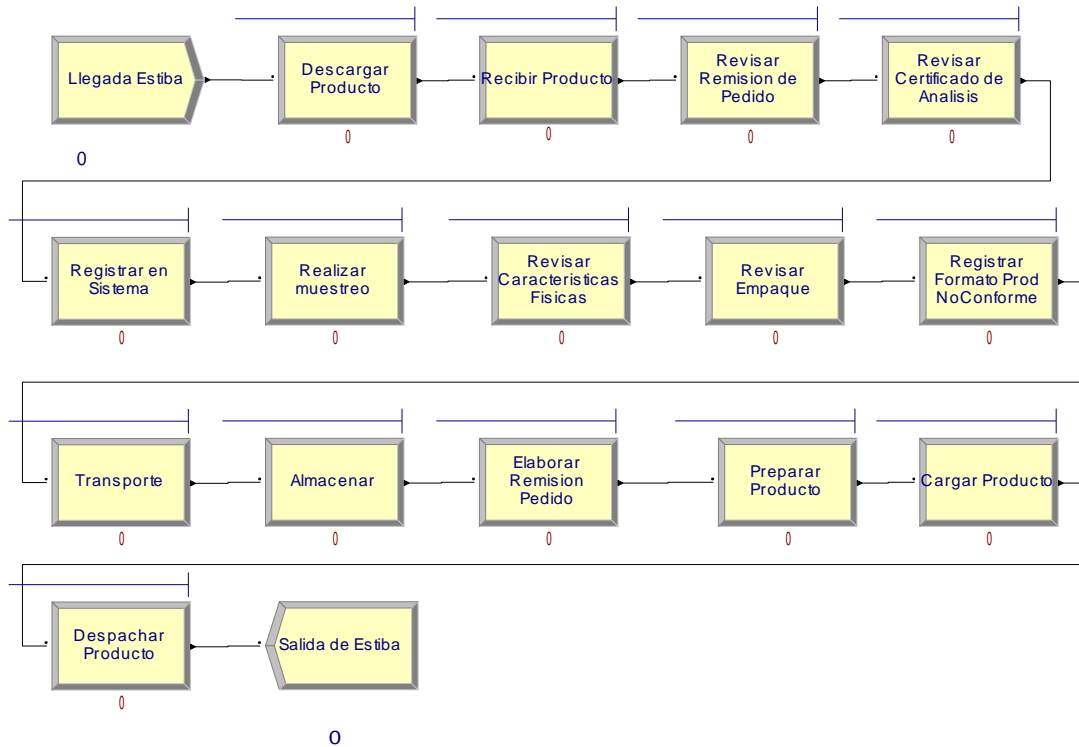 Llegada Estiba
Descargar
Producto
Recibir Producto
Revisar
Remision de
Pedido
Revisar
Certificado de
Analisis
0
0
0
0
0
Registrar en
Sistema
Realizar
muestreo
Revisar
Caracteristicas
Fisicas
Revisar
Empaque
Registrar
Formato Prod
NoConforme
0
0
0
0
0
Transporte
Almacenar
Elaborar
Remision
Pedido
Preparar
Producto
Cargar Producto
0
0
0
0
0
Despachar
Producto
Salida de Estiba
0
0